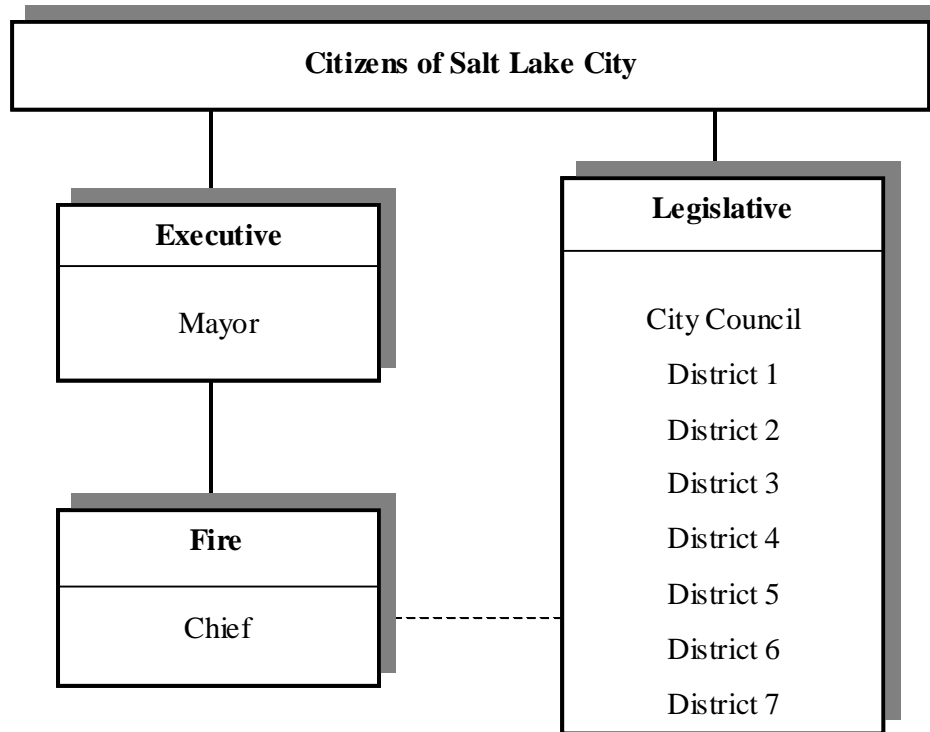 Citizens of Salt Lake City
Executive
Mayor
Fire
Chief
Legislative
City Council
District 1
District 2
District 3
District 4
District 5
District 6
District 7